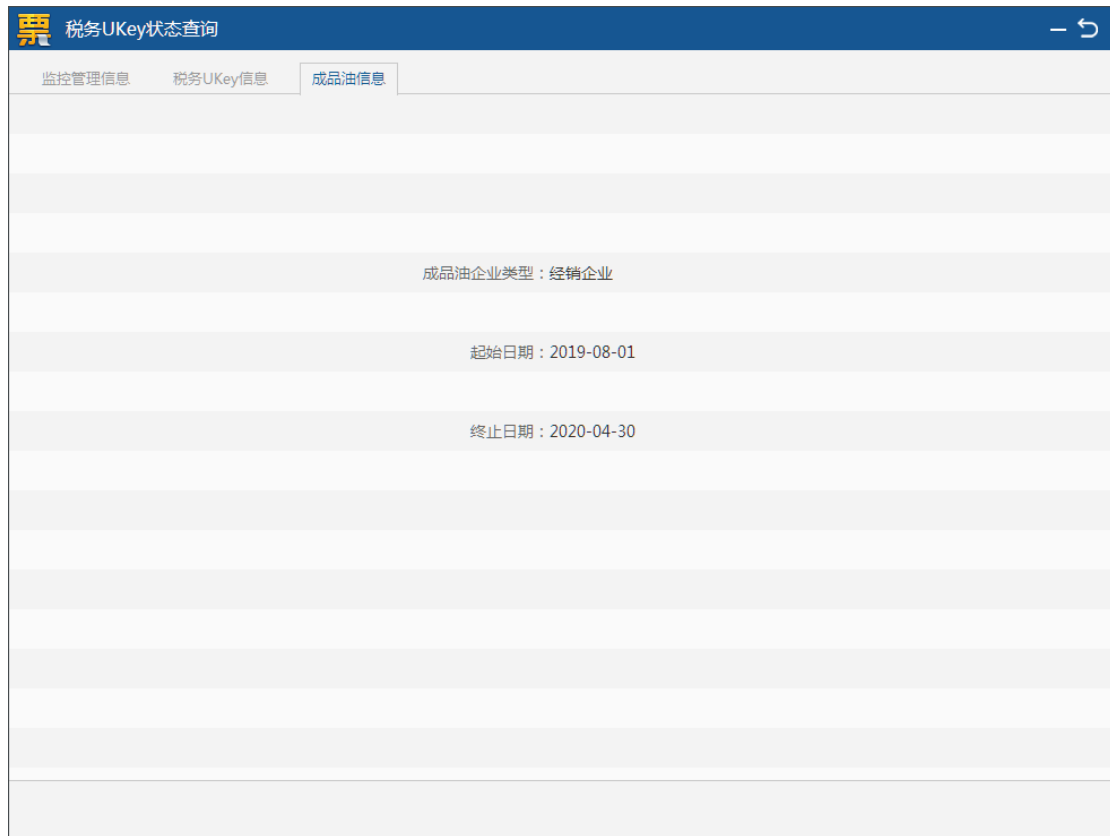 票 税务UKey状态查询
监控管理信息 税务UKey信息 成品油信息
成品油企业类型：经销企业
起始日期：2019-08-01
终止日期：2020-04-30